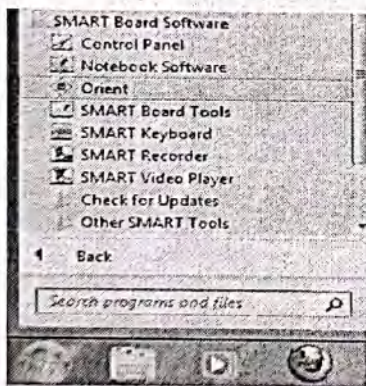 SMART Board Software
Control Panel
Notebook Software
Orient
SMART Board Tools
SMART Keyboard
SMART Recorder
SMART Video Player
Check for Updates
Other SMART Tools
Back
Search programs and files